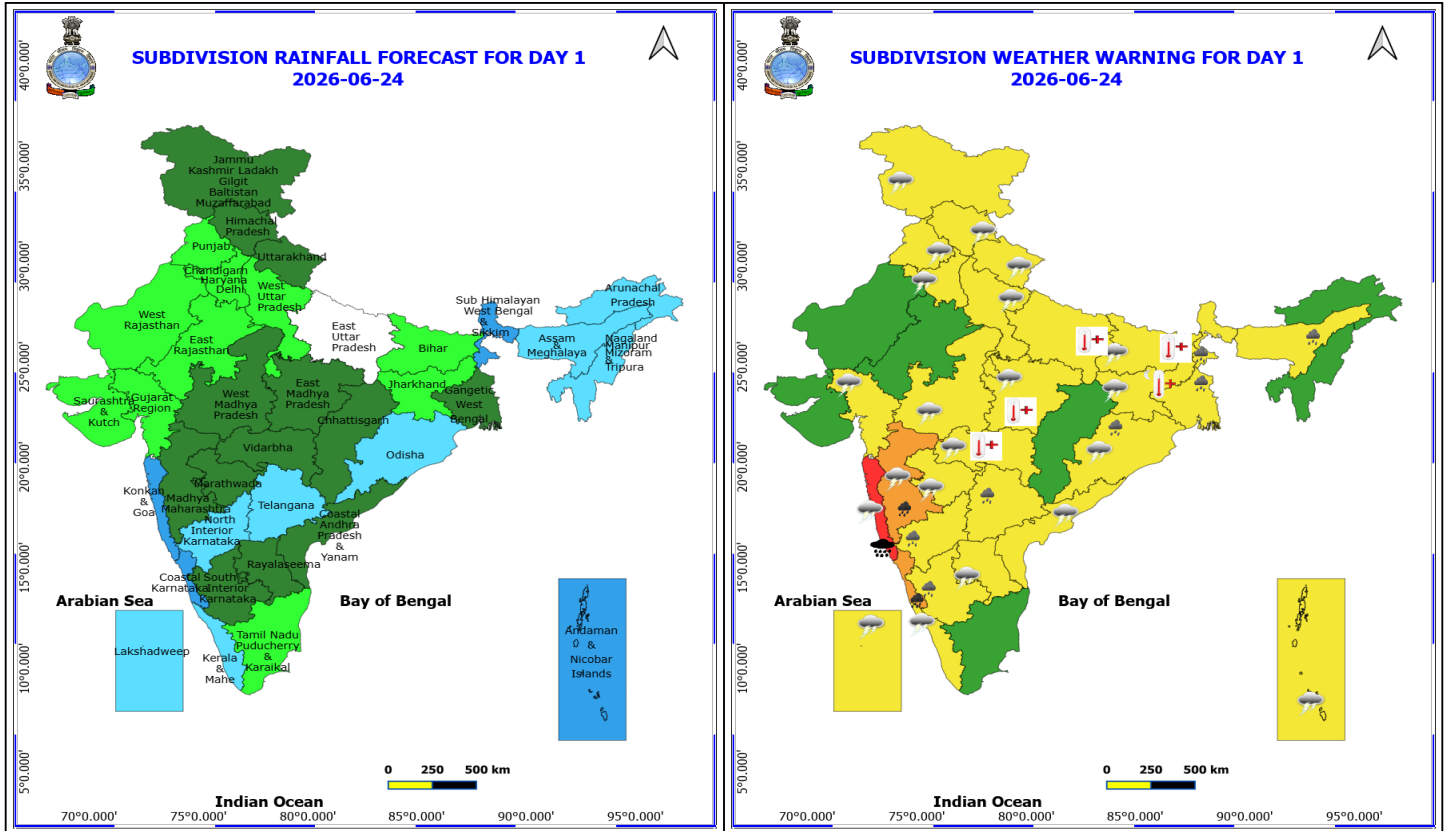 SUBDIVISION RAINFALL FORECAST FOR DAY 1
2026-06-24
40°0.000'
35°0.000'
30°0.000'
25°0.000'
20°0.000'
15°0.000'
10°0.000'
5°0.000'
Jammu
Kashmir Ladakh
Gilgit
Baltistan
Muzaffarabad
Himachal
Pradesh
Punjab
Uttarakhand
Chandigarh
Haryana
Delhi
West
Uttar
Pradesh
West
Rajasthan
East
Rajasthan
East
Uttar
Pradesh
Bihar
Sub Himalayan
West Bengal
&
Sikkim
Arunachal
Pradesh
Assam
&
Meghalaya
Nagaland
Manipur
Mizoram
&
Tripura
Jharkhand
Gangetic
West
Bengal
Saurashtra
&
Kutch
Gujarat
Region
West
Madhya
Pradesh
East
Madhya
Pradesh
Chhattisgarh
Vidarbha
Odisha
Konkan
&
Goa
Madhya
Maharashtra
Marathwada
Telangana
North
Interior
Karnataka
Coastal
Andhra
Pradesh
&
Yanam
Rayalaseema
Coastal
Karnataka
South
Interior
Karnataka
Arabian Sea
Bay of Bengal
Tamil Nadu
Puducherry
&
Karaikal
Lakshadweep
Kerala
&
Mahe
Andaman
&
Nicobar
Islands
0 250 500 km
Indian Ocean
70°0.000' 75°0.000' 80°0.000' 85°0.000' 90°0.000' 95°0.000'
SUBDIVISION WEATHER WARNING FOR DAY 1
2026-06-24
40°0.000'
35°0.000'
30°0.000'
25°0.000'
20°0.000'
15°0.000'
10°0.000'
5°0.000'
Arabian Sea
Bay of Bengal
0 250 500 km
Indian Ocean
70°0.000' 75°0.000' 80°0.000' 85°0.000' 90°0.000' 95°0.000'